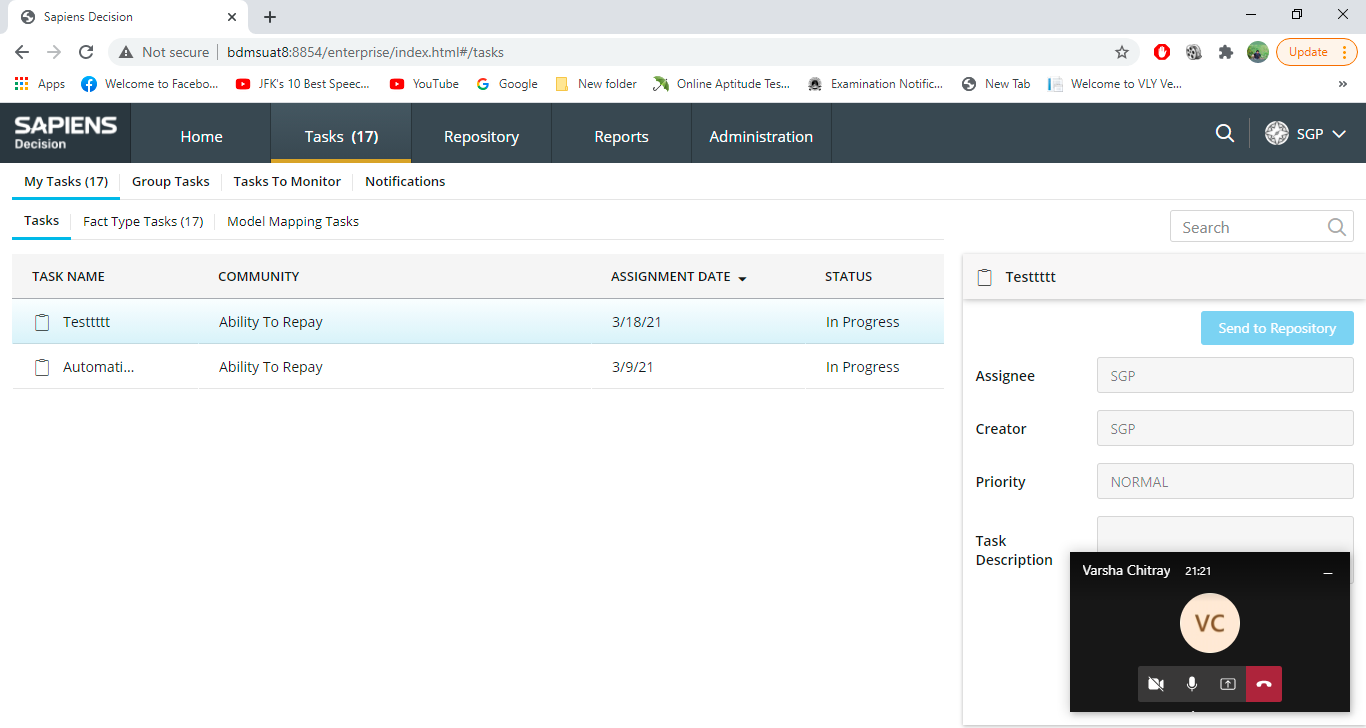 Sapiens Decision
Not secure bdmsuat8:8854/enterprise/index.html#/tasks
Update
Apps Welcome to Facebo... JFK's 10 Best Speec... YouTube Google New folder Online Aptitude Tes... Examination Notific... New Tab Welcome to VLY Ve... »
SAPIENS
Decision
Home Tasks (17) Repository Reports Administration SGP
My Tasks (17) Group Tasks Tasks To Monitor Notifications
Tasks Fact Type Tasks (17) Model Mapping Tasks
Search
TASK NAME COMMUNITY ASSIGNMENT DATE STATUS
Testtttt Ability To Repay 3/18/21 In Progress
Automati... Ability To Repay 3/9/21 In Progress
Testtttt
Send to Repository
Assignee SGP
Creator SGP
Priority NORMAL
Task
Description
Varsha Chitray 21:21
VC